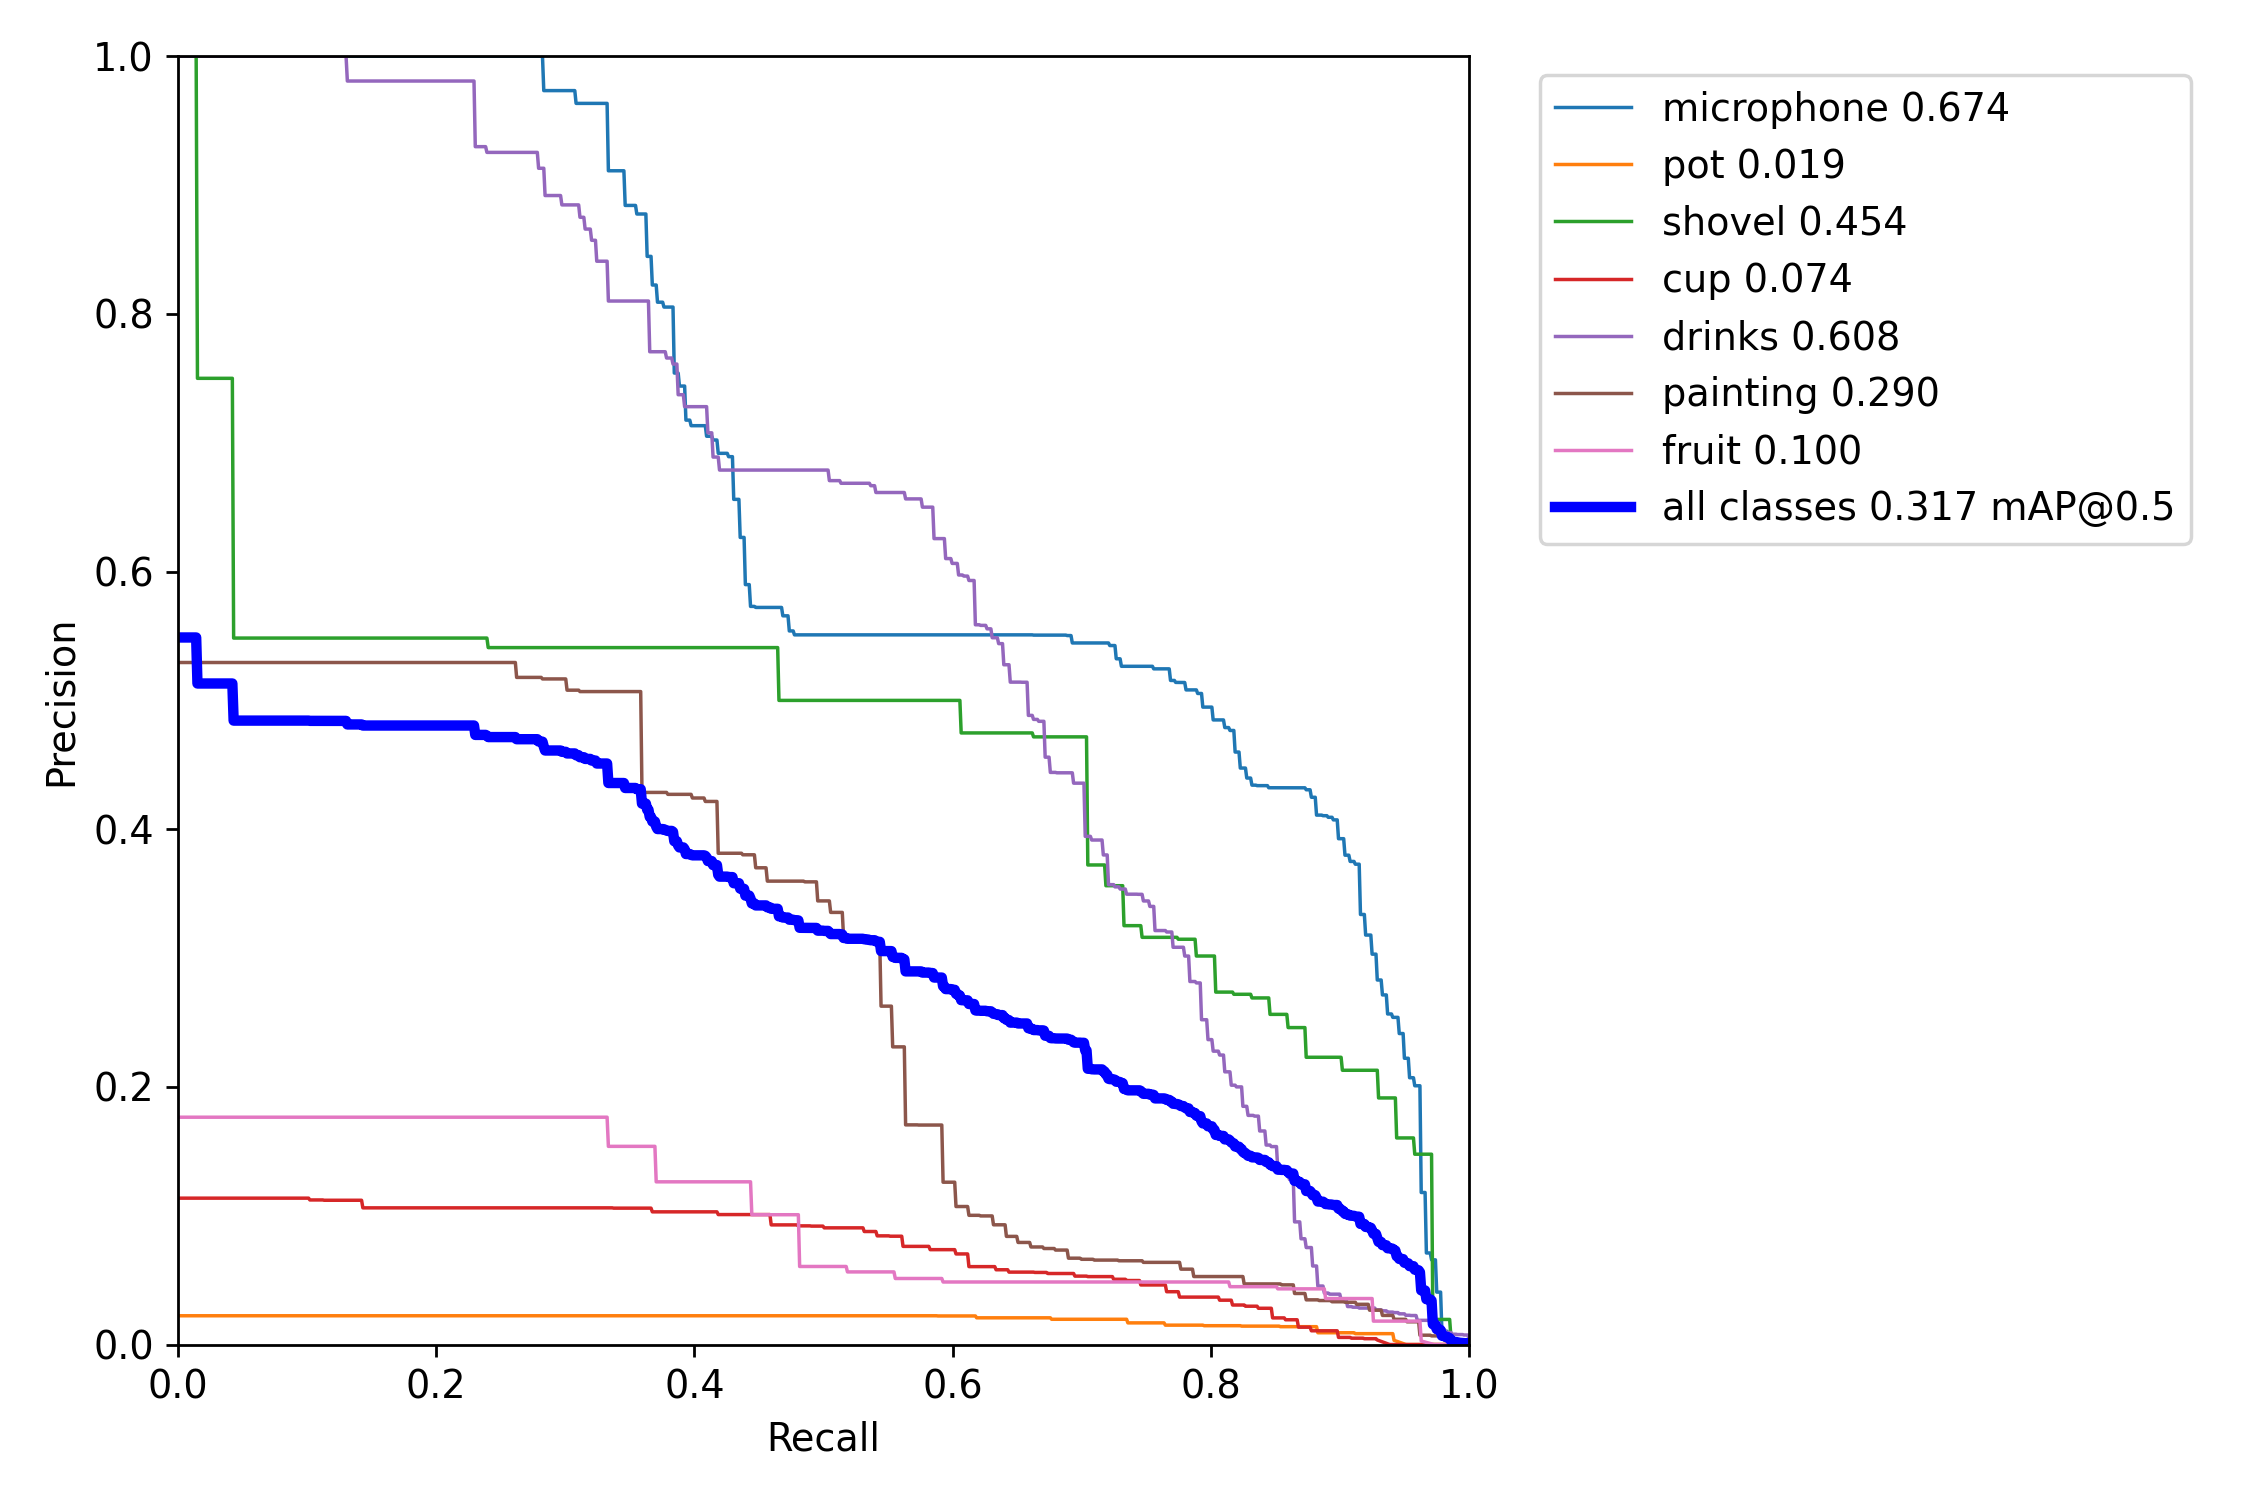 1.0
0.8
0.6
0.4
0.2
0.0
Precision
0.0 0.2 0.4 0.6 0.8 1.0
Recall
microphone 0.674
pot 0.019
shovel 0.454
cup 0.074
drinks 0.608
painting 0.290
fruit 0.100
all classes 0.317 mAP@0.5